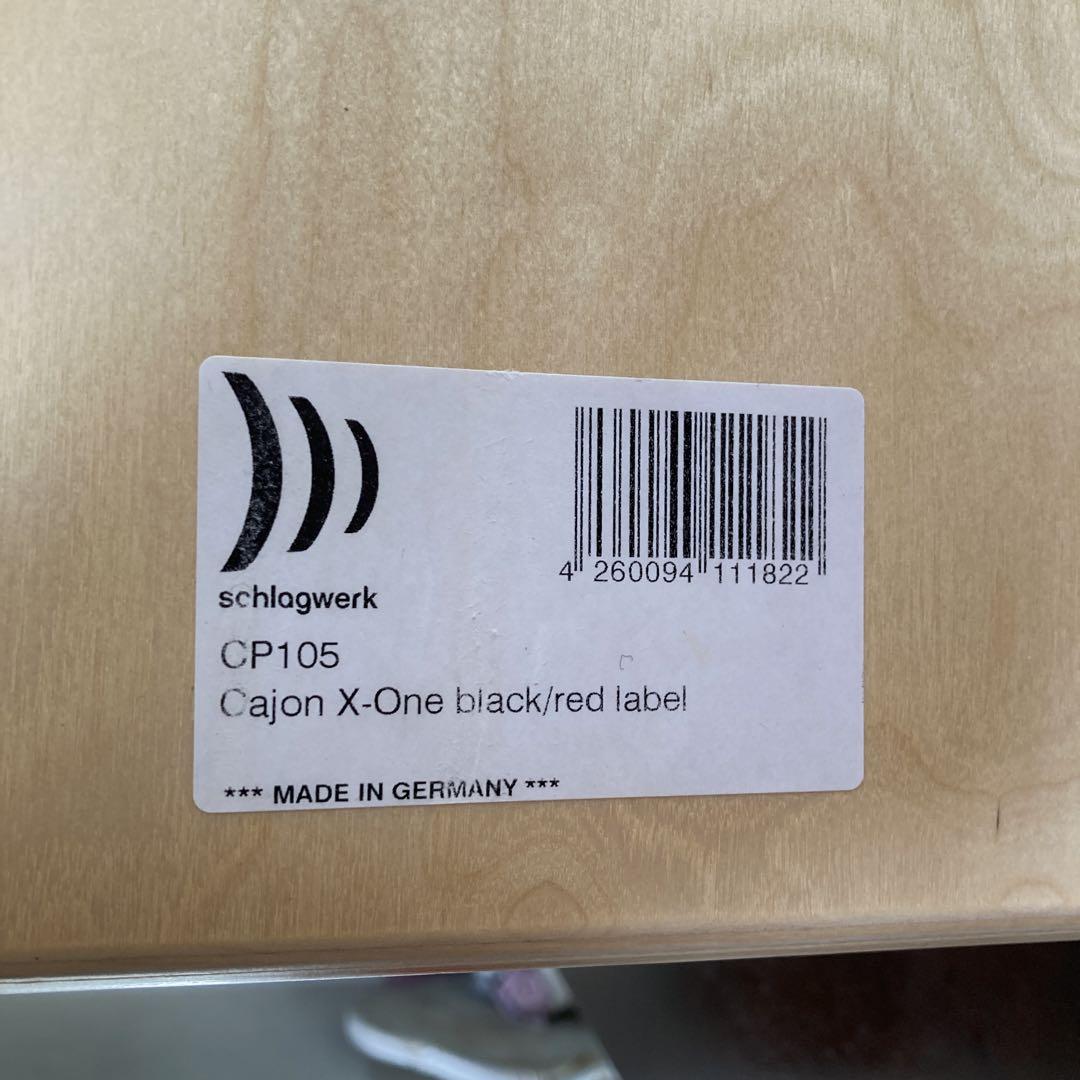 schlagwerk
4 260094 111822
CP105
Cajon X-One black/red label
*** MADE IN GERMANY ***